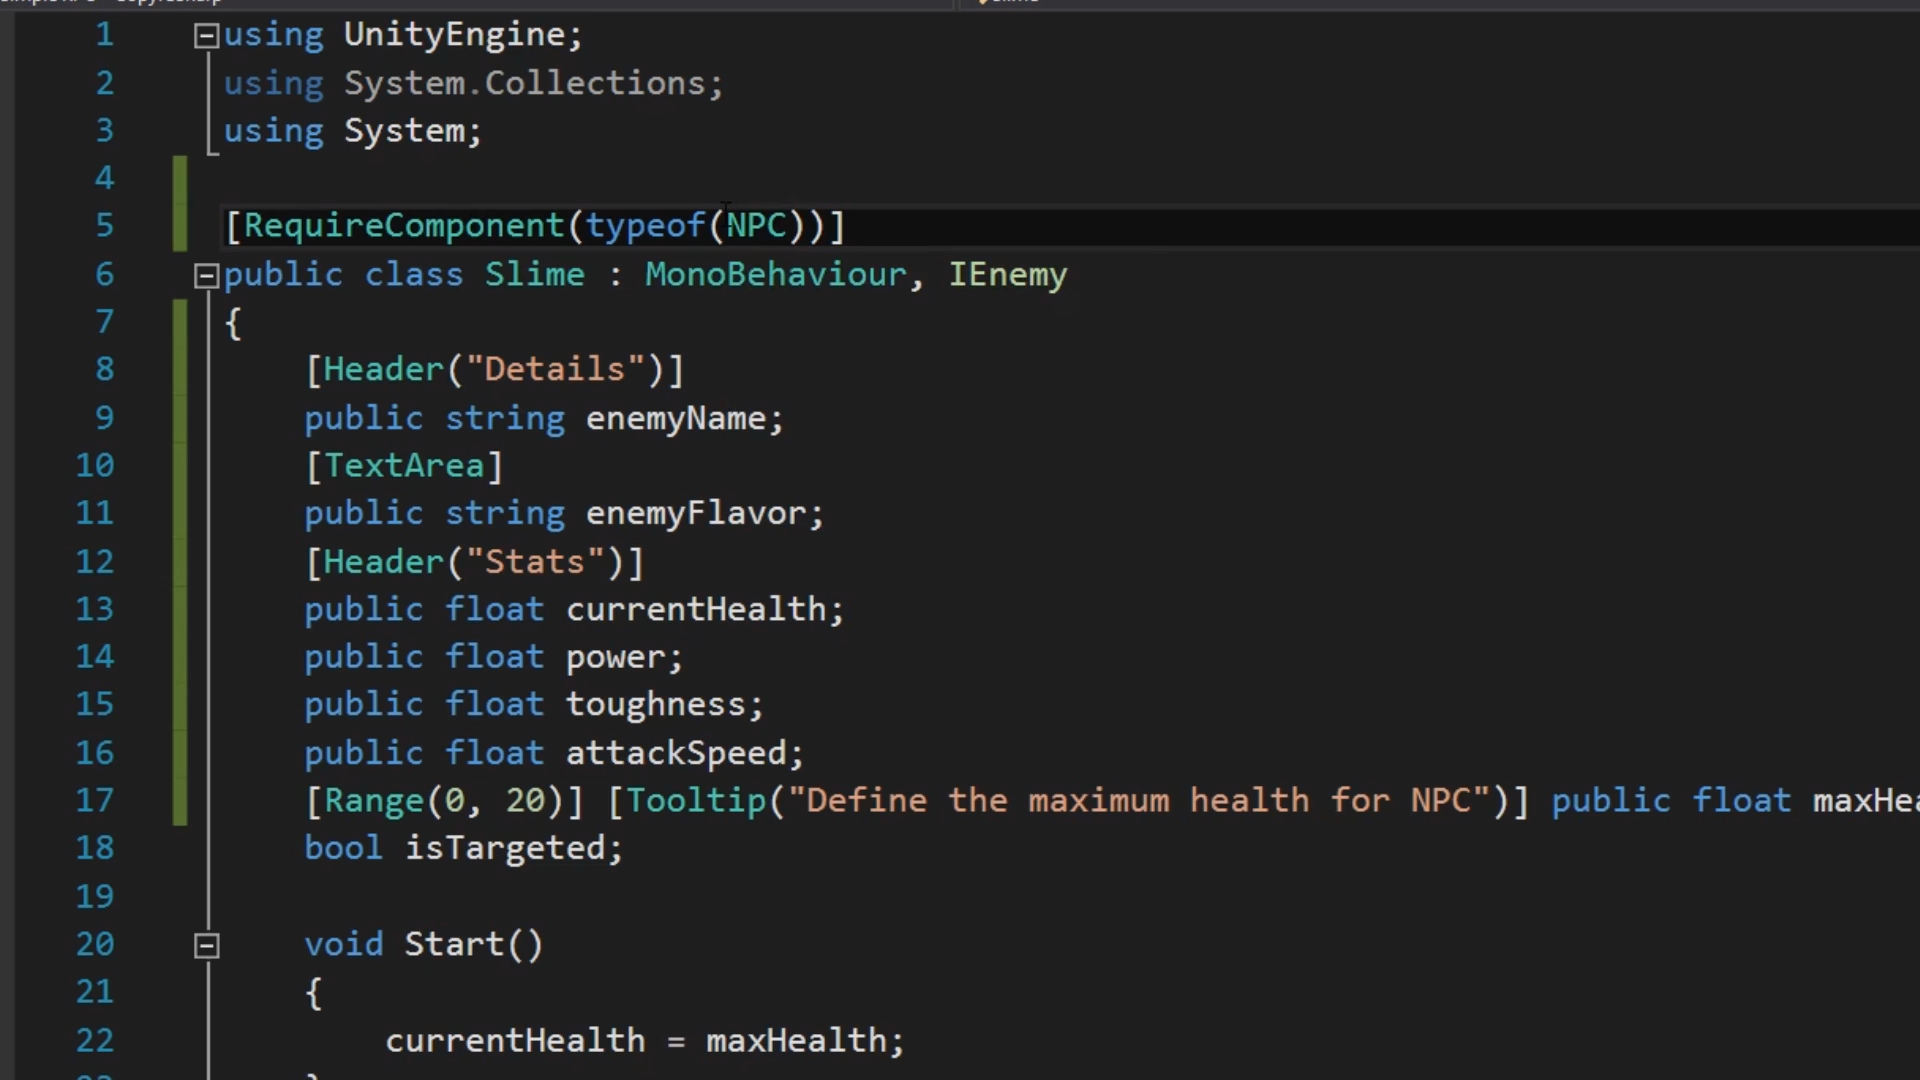 1 using UnityEngine;
2 using System.Collections;
3 using System;
4
5 [RequireComponent(typeof(NPC))]
6 public class Slime : MonoBehaviour, IEnemy
7 {
8 [Header("Details")]
9 public string enemyName;
10 [TextArea]
11 public string enemyFlavor;
12 [Header("Stats")]
13 public float currentHealth;
14 public float power;
15 public float toughness;
16 public float attackSpeed;
17 [Range(0, 20)] [Tooltip("Define the maximum health for NPC")] public float maxHea
18 bool isTargeted;
19
20 void Start()
21 {
22 currentHealth = maxHealth;